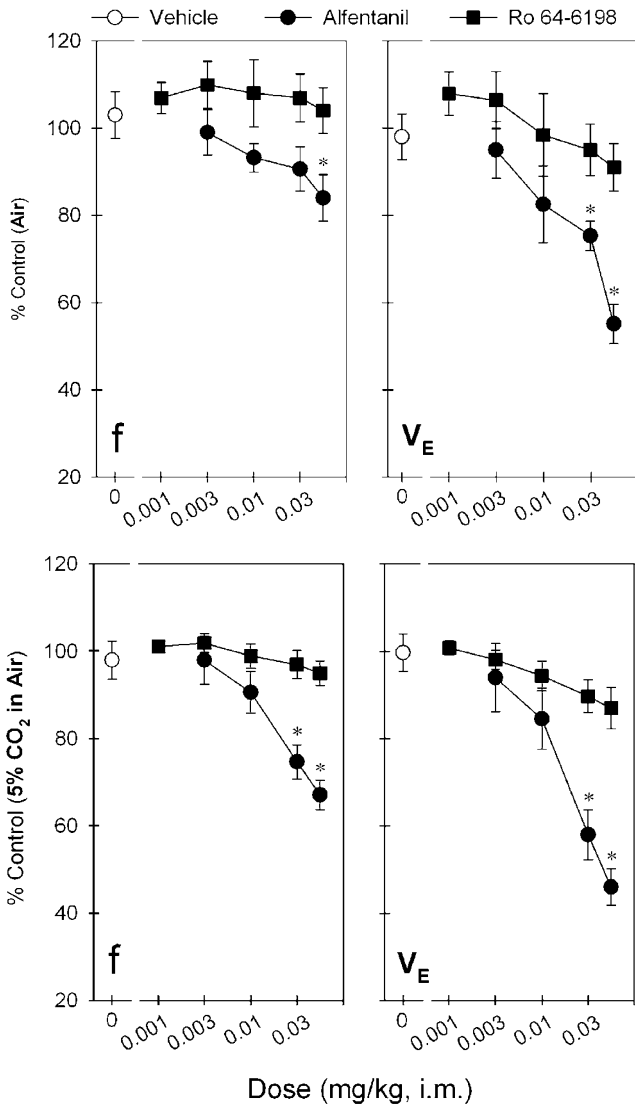 Vehicle Alfentanil Ro 64-6198
120
100
80
60
40
20
% Control (Air)
*
f
0 0.001 0.003 0.01 0.03
*
*
VE
0 0.001 0.003 0.01 0.03
120
100
80
60
40
20
% Control (5% CO2 in Air)
*
*
f
0 0.001 0.003 0.01 0.03
*
*
VE
0 0.001 0.003 0.01 0.03
Dose (mg/kg, i.m.)